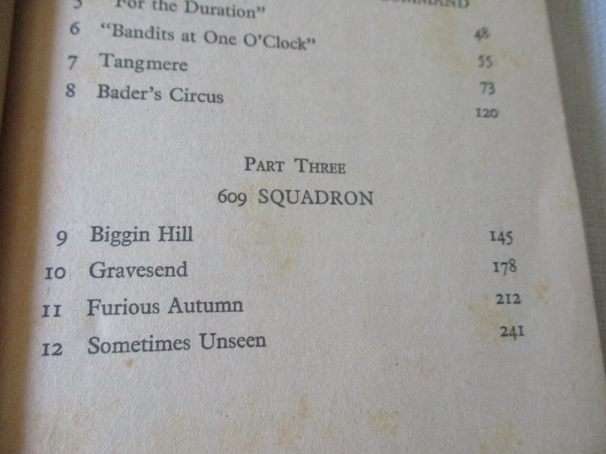 5 "For the Duration" 48
6 "Bandits at One O'Clock" 55
7 Tangmere 73
8 Bader's Circus 120
PART THREE
609 SQUADRON
9 Biggin Hill 145
10 Gravesend 178
11 Furious Autumn 212
12 Sometimes Unseen 241